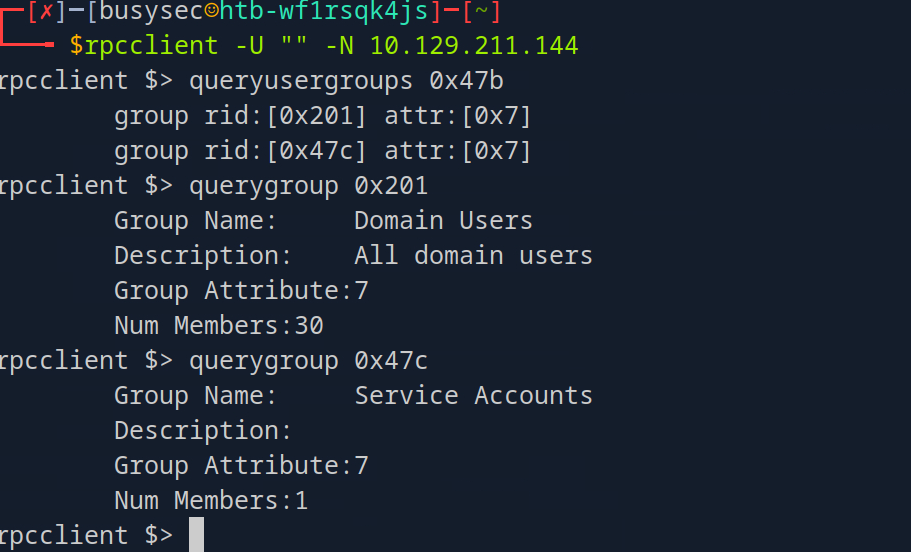 [✗]─[busysec☺htb-wf1rsqk4js]─[~]
$rpcclient -U "" -N 10.129.211.144
rpcclient $> queryusergroups 0x47b
group rid:[0x201] attr:[0x7]
group rid:[0x47c] attr:[0x7]
rpcclient $> querygroup 0x201
Group Name:     Domain Users
Description:    All domain users
Group Attribute:7
Num Members:30
rpcclient $> querygroup 0x47c
Group Name:     Service Accounts
Description:
Group Attribute:7
Num Members:1
rpcclient $>